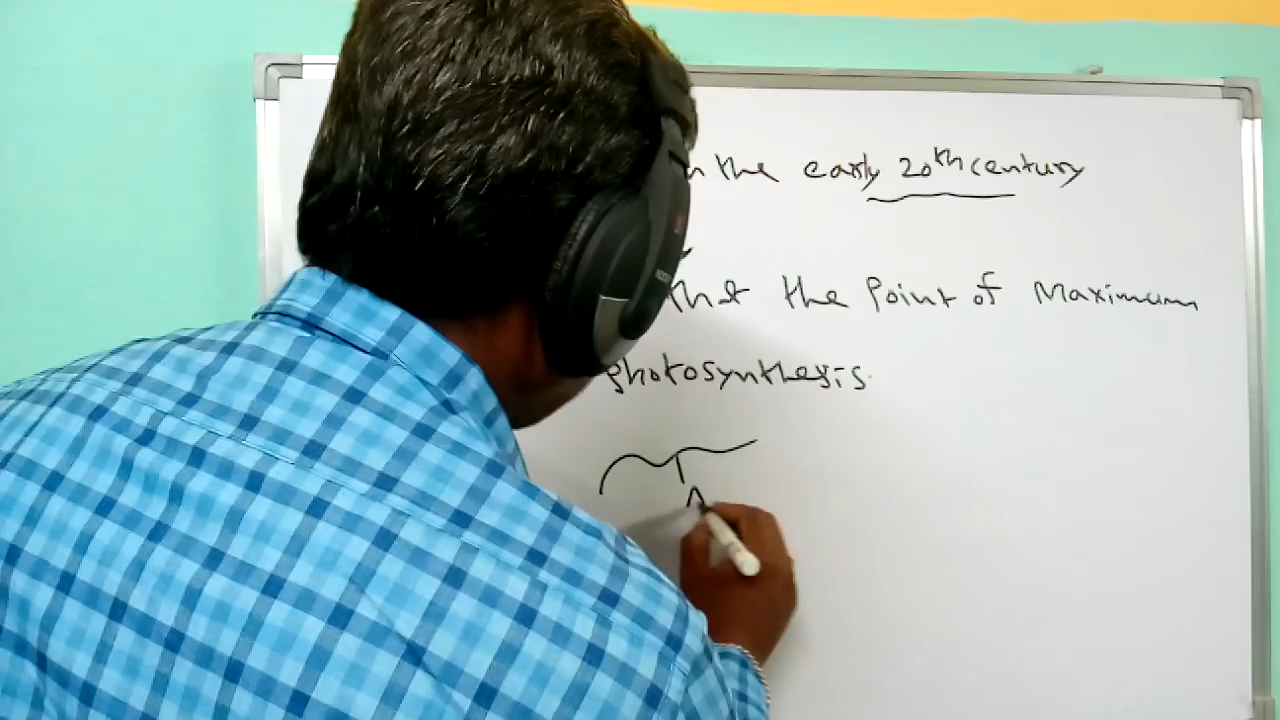 the early 20th century
that the Point of Maximum
photosynthesis.